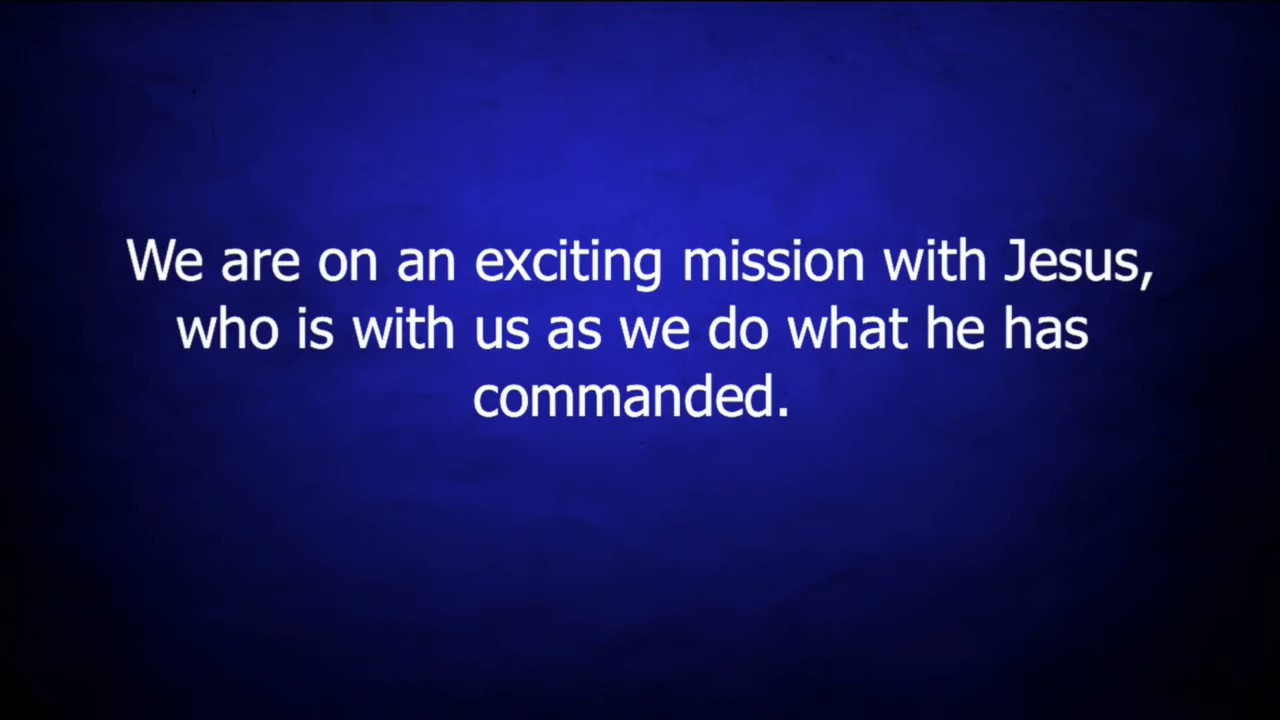 We are on an exciting mission with Jesus,
who is with us as we do what he has
commanded.